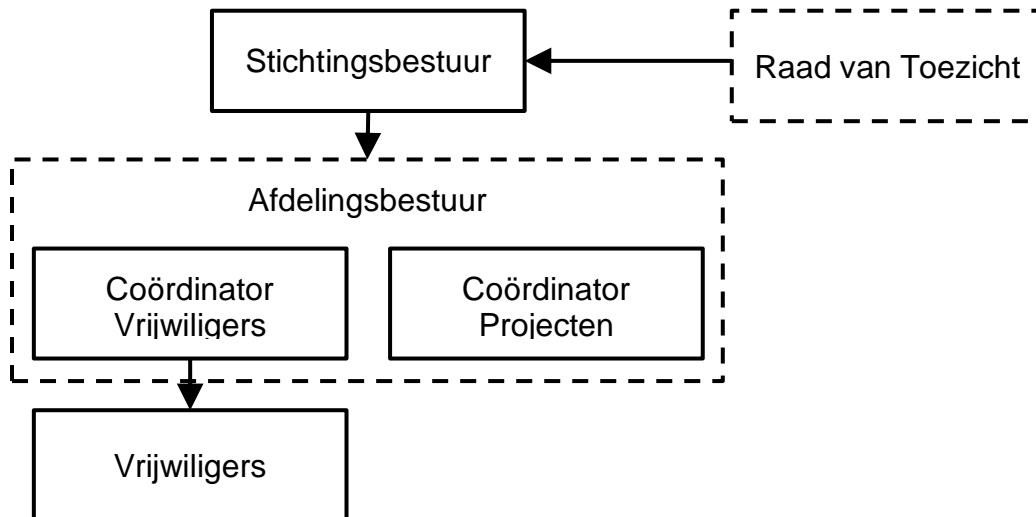 Stichtingsbestuur
Raad van Toezicht
Afdelingsbestuur
Coördinator
Vrijwiligers
Coördinator
Projecten
Vrijwiligers